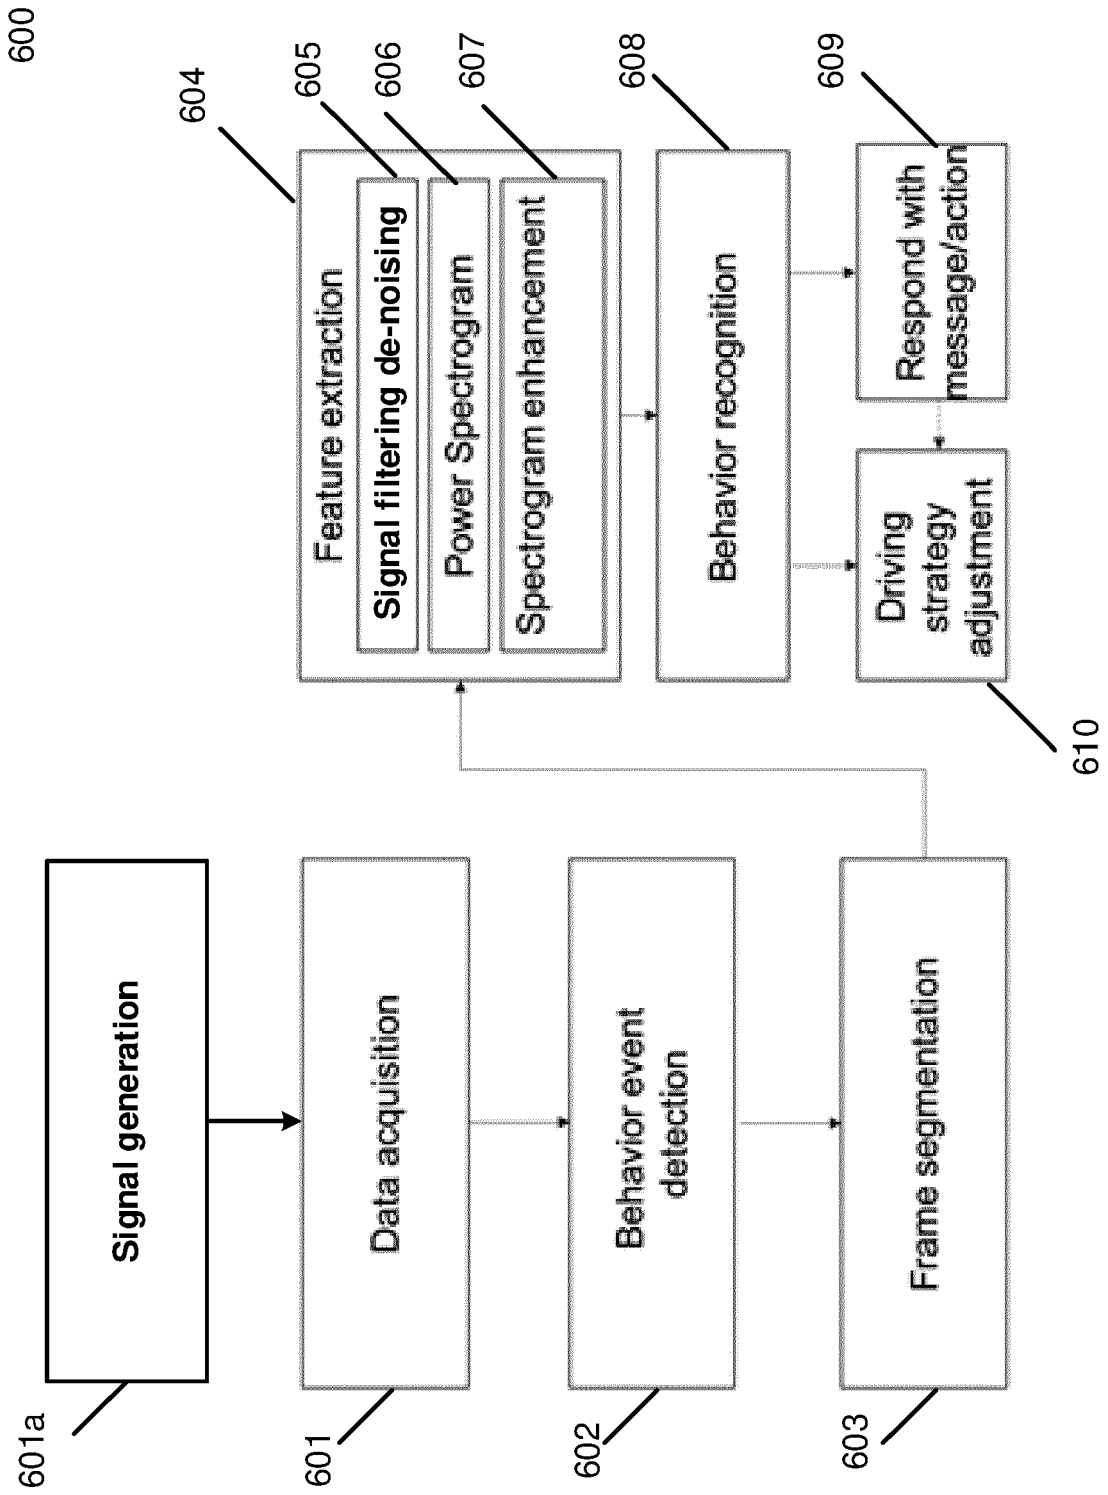 600
601a
Signal generation
601
Data acquisition
602
Behavior event
detection
603
Frame segmentation
604
Feature extraction
605
Signal filtering de-noising
606
Power Spectrogram
607
Spectrogram enhancement
608
Behavior recognition
609
Respond with
message/action
610
Driving
strategy
adjustment